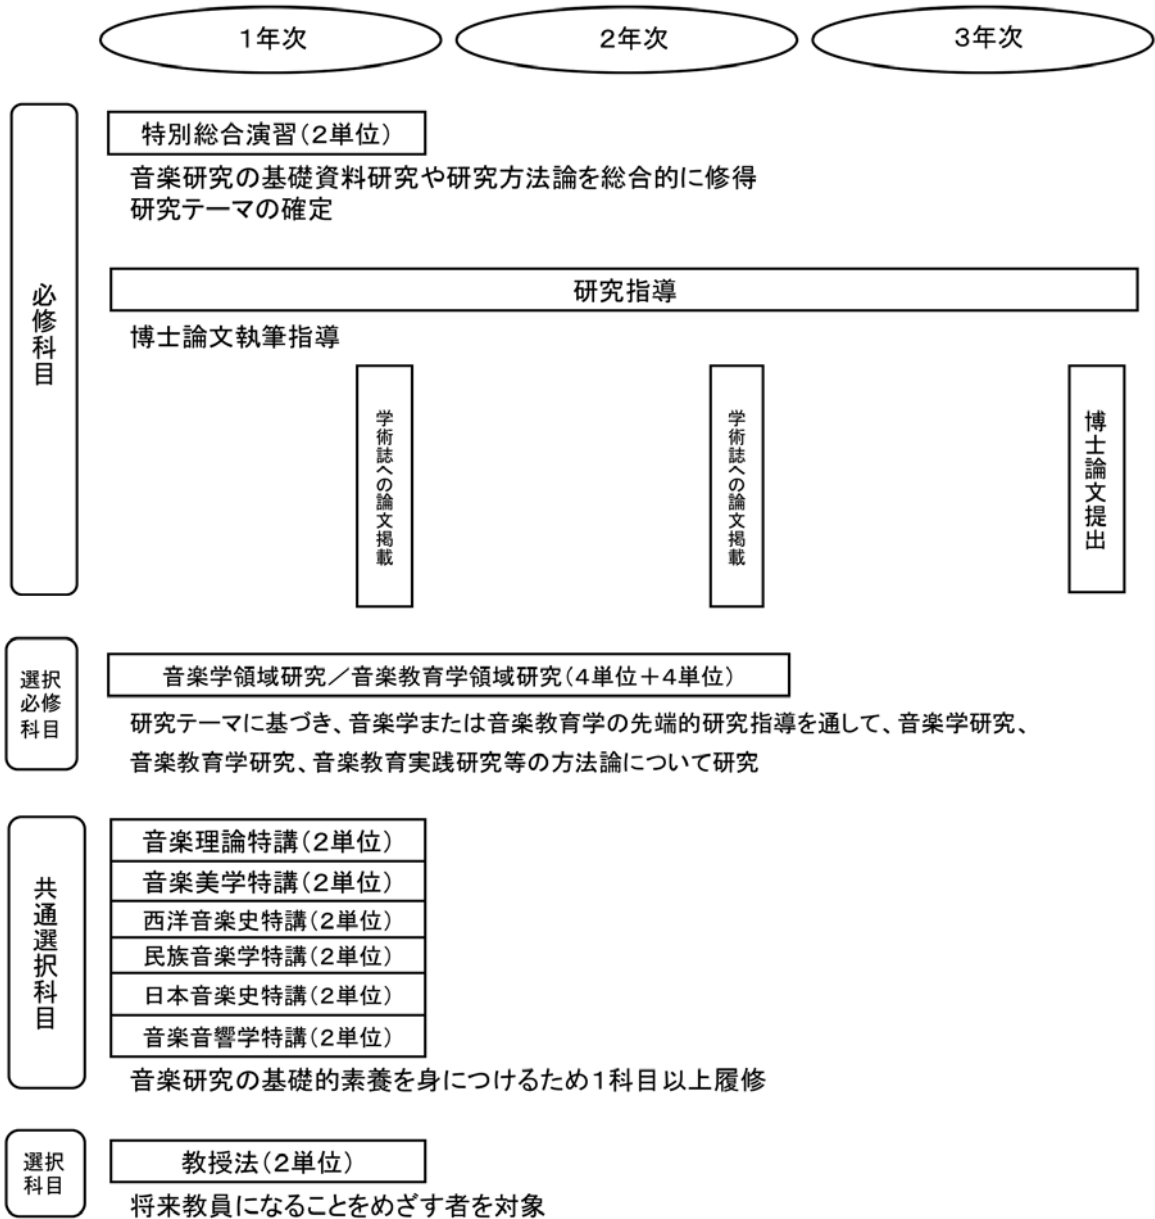 １年次
２年次
３年次
必修科目
特別総合演習（２単位）
音楽研究の基礎資料研究や研究方法論を総合的に修得
研究テーマの確定
研究指導
博士論文執筆指導
学術誌への論文掲載
学術誌への論文掲載
博士論文提出
選択
必修
科目
音楽学領域研究／音楽教育学領域研究（４単位＋４単位）
研究テーマに基づき、音楽学または音楽教育学の先端的研究指導を通して、音楽学研究、
音楽教育学研究、音楽教育実践研究等の方法論について研究
共通選択科目
音楽理論特講（２単位）
音楽美学特講（２単位）
西洋音楽史特講（２単位）
民族音楽学特講（２単位）
日本音楽史特講（２単位）
音楽音響学特講（２単位）
音楽研究の基礎的素養を身につけるため１科目以上履修
選択
科目
教授法（２単位）
将来教員になることをめざす者を対象